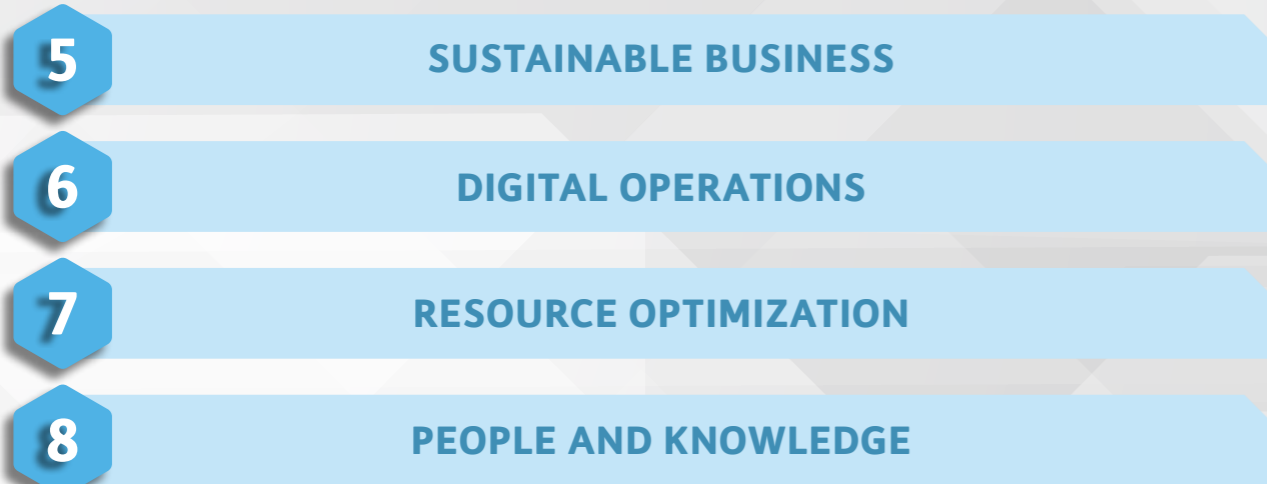 5 SUSTAINABLE BUSINESS
6 DIGITAL OPERATIONS
7 RESOURCE OPTIMIZATION
8 PEOPLE AND KNOWLEDGE